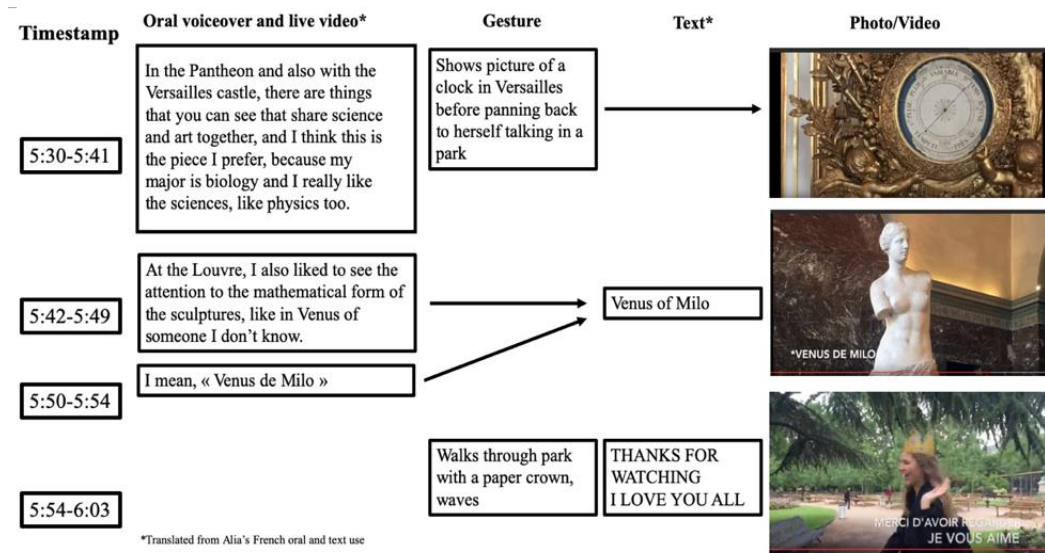 Timestamp
Oral voiceover and live video*
Gesture
Text*
Photo/Video
5:30-5:41
In the Pantheon and also with the
Versailles castle, there are things
that you can see that share science
and art together, and I think this is
the piece I prefer, because my
major is biology and I really like
the sciences, like physics too.
Shows picture of a
clock in Versailles
before panning back
to herself talking in a
park
VARIABLE
5:42-5:49
At the Louvre, I also liked to see the
attention to the mathematical form of
the sculptures, like in Venus of
someone I don’t know.
Venus of Milo
*VENUS DE MILO
5:50-5:54
I mean, « Venus de Milo »
5:54-6:03
Walks through park
with a paper crown,
waves
THANKS FOR
WATCHING
I LOVE YOU ALL
MERCI D'AVOIR REGARDER
JE VOUS AIME
*Translated from Alia’s French oral and text use